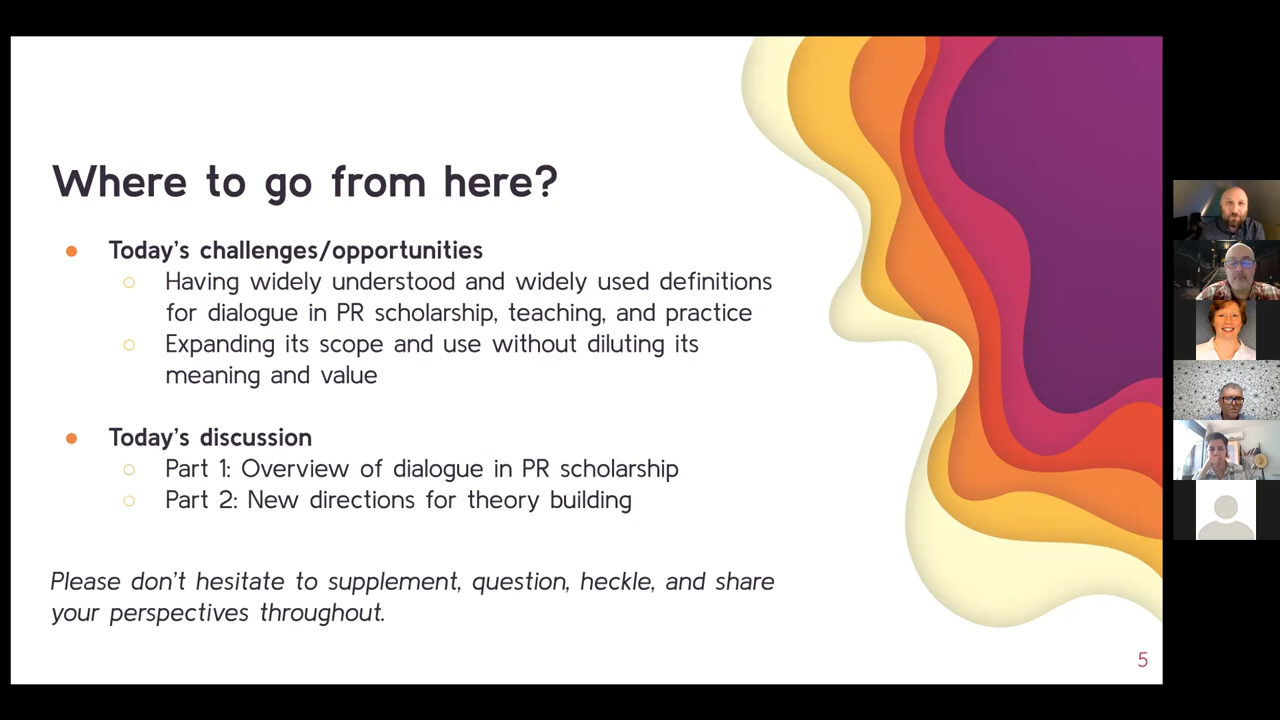 Where to go from here?
Today's challenges/opportunities
Having widely understood and widely used definitions
for dialogue in PR scholarship, teaching, and practice
Expanding its scope and use without diluting its
meaning and value
Today's discussion
Part 1: Overview of dialogue in PR scholarship
Part 2: New directions for theory building
Please don't hesitate to supplement, question, heckle, and share
your perspectives throughout.
5